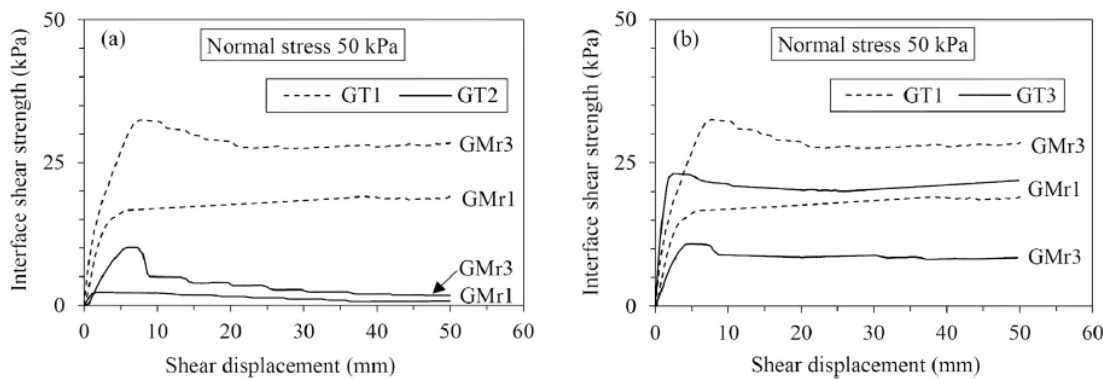 (a)
Normal stress 50 kPa
GT1 GT2
GMr3
GMr1
GMr3
GMr1
50
25
0
0 10 20 30 40 50 60
Interface shear strength (kPa)
Shear displacement (mm)
(b)
Normal stress 50 kPa
GT1 GT3
GMr3
GMr1
GMr3
50
25
0
0 10 20 30 40 50 60
Interface shear strength (kPa)
Shear displacement (mm)